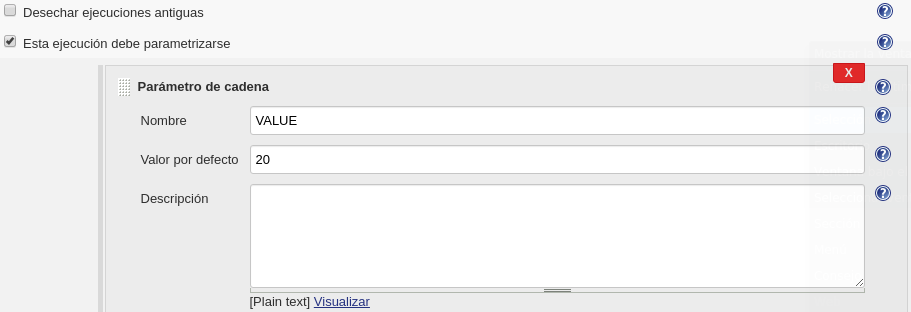 Desechar ejecuciones antiguas
Esta ejecución debe parametrizarse
X
Parámetro de cadena
Nombre VALUE
Valor por defecto 20
Descripción
[Plain text] Visualizar